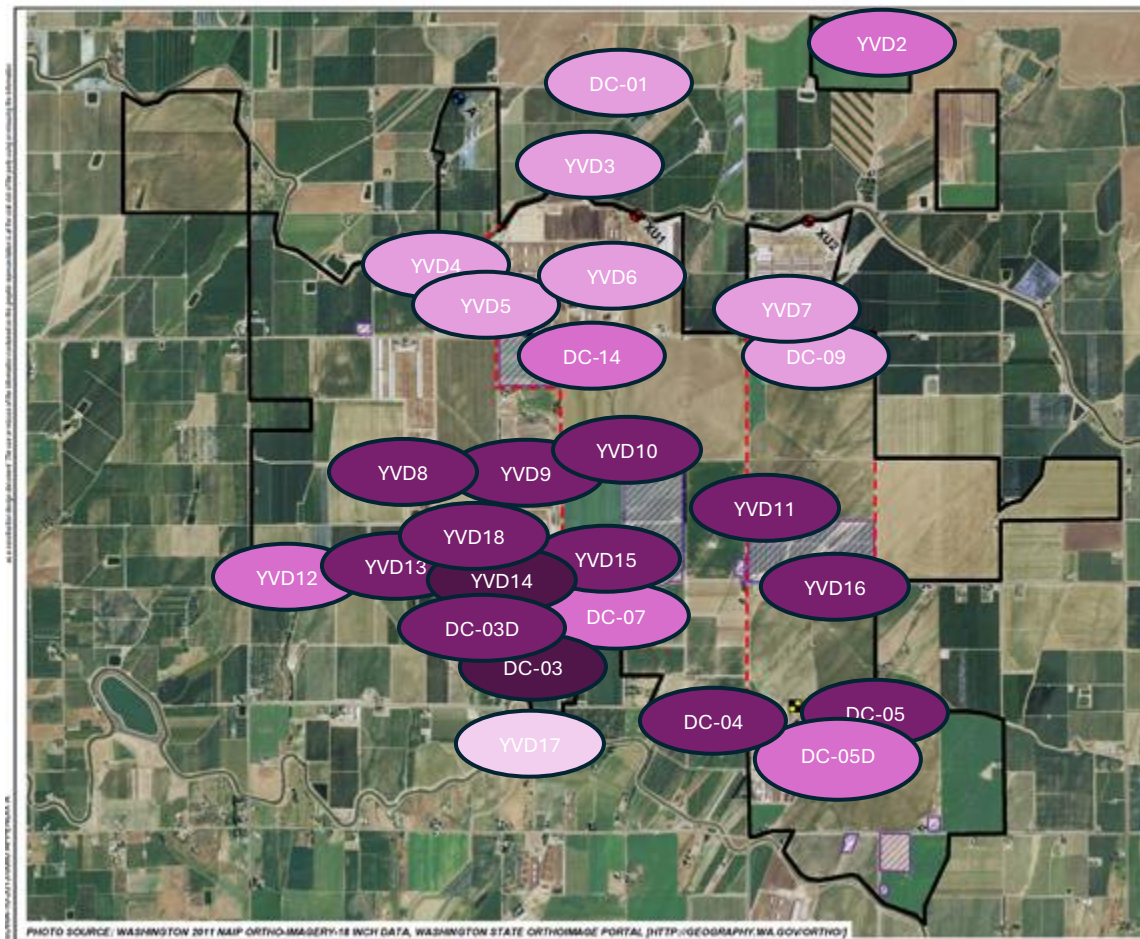 YVD2
DC-01
YVD3
A
XU1
XU2
YVD4
YVD6
YVD5
YVD7
DC-14
DC-09
YVD10
YVD8
YVD9
YVD11
YVD18
YVD15
YVD13
YVD14
YVD12
YVD16
DC-07
DC-03D
DC-03
DC-05
DC-04
YVD17
DC-05D
PHOTO SOURCE: WASHINGTON 2011 NAIP ORTHO-IMAGERY-18 INCH DATA, WASHINGTON STATE ORTHOIMAGE PORTAL [HTTP://GEOGRAPHY.WA.GOV/ORTHO/]